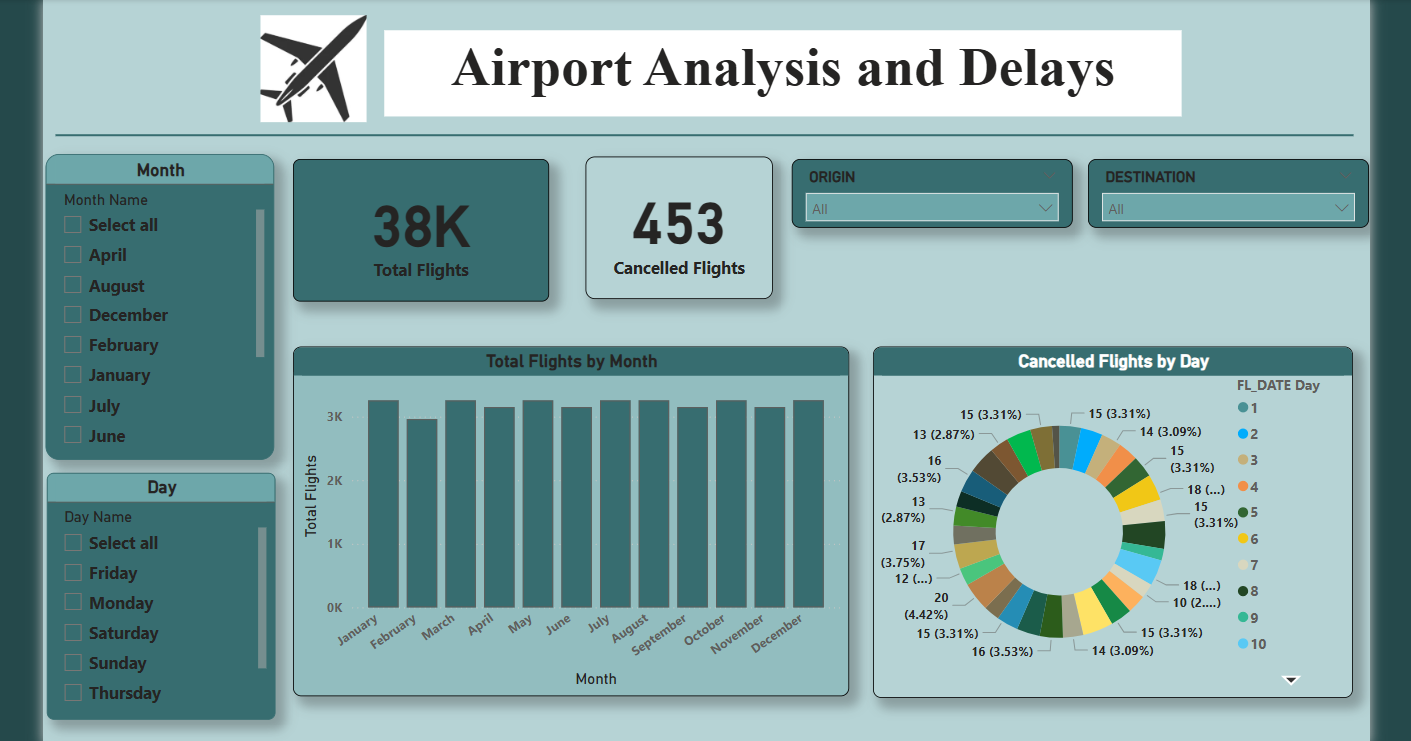 Airport Analysis and Delays
Month
Month Name
Select all
April
August
December
February
January
July
June
Day
Day Name
Select all
Friday
Monday
Saturday
Sunday
Thursday
38K
Total Flights
453
Cancelled Flights
ORIGIN
All
DESTINATION
All
Total Flights by Month
Total Flights
3K
2K
1K
0K
January
February
March
April
May
June
July
August
September
October
November
December
Month
Cancelled Flights by Day
15 (3.31%)
14 (3.09%)
15
(3.31%)
18 (...)
15
(3.31%)
18 (...)
10 (2....)
15 (3.31%)
14 (3.09%)
16 (3.53%)
15 (3.31%)
20
(4.42%)
12 (...)
17
(3.75%)
13
(2.87%)
16
(3.53%)
13 (2.87%)
15 (3.31%)
FL_DATE Day
1
2
3
4
5
6
7
8
9
10